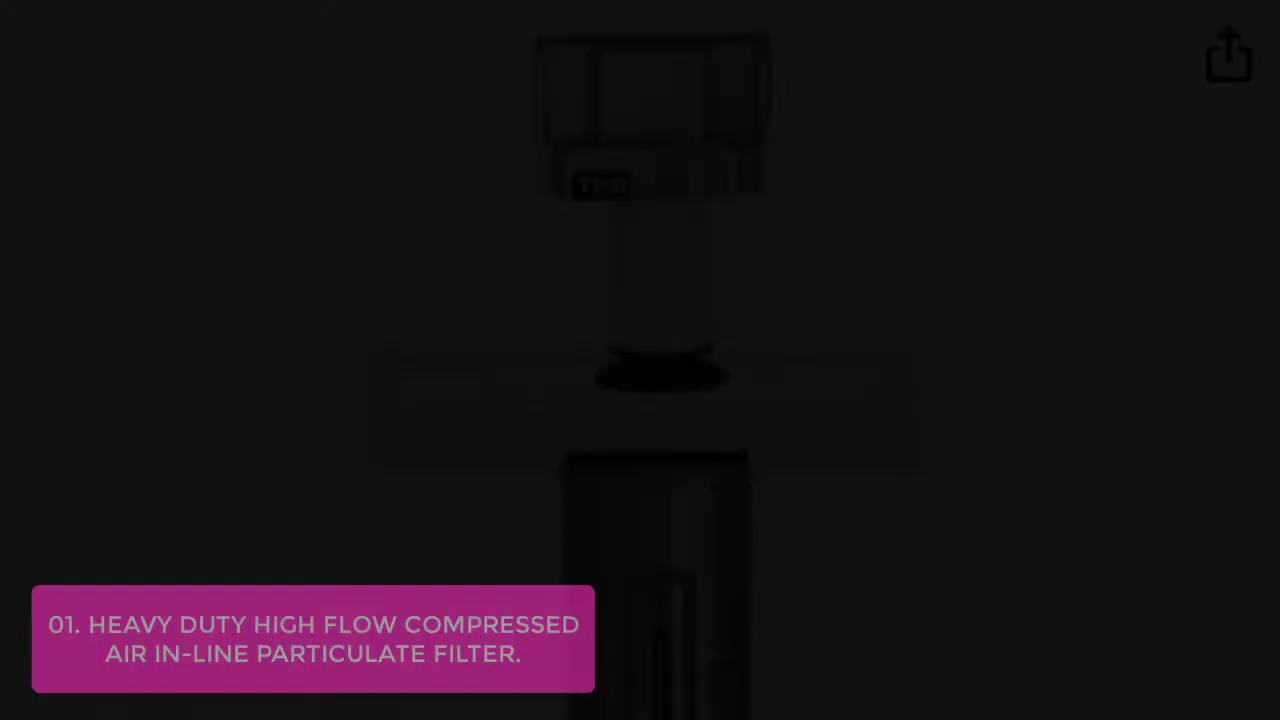 01. HEAVY DUTY HIGH FLOW COMPRESSED
AIR IN-LINE PARTICULATE FILTER.